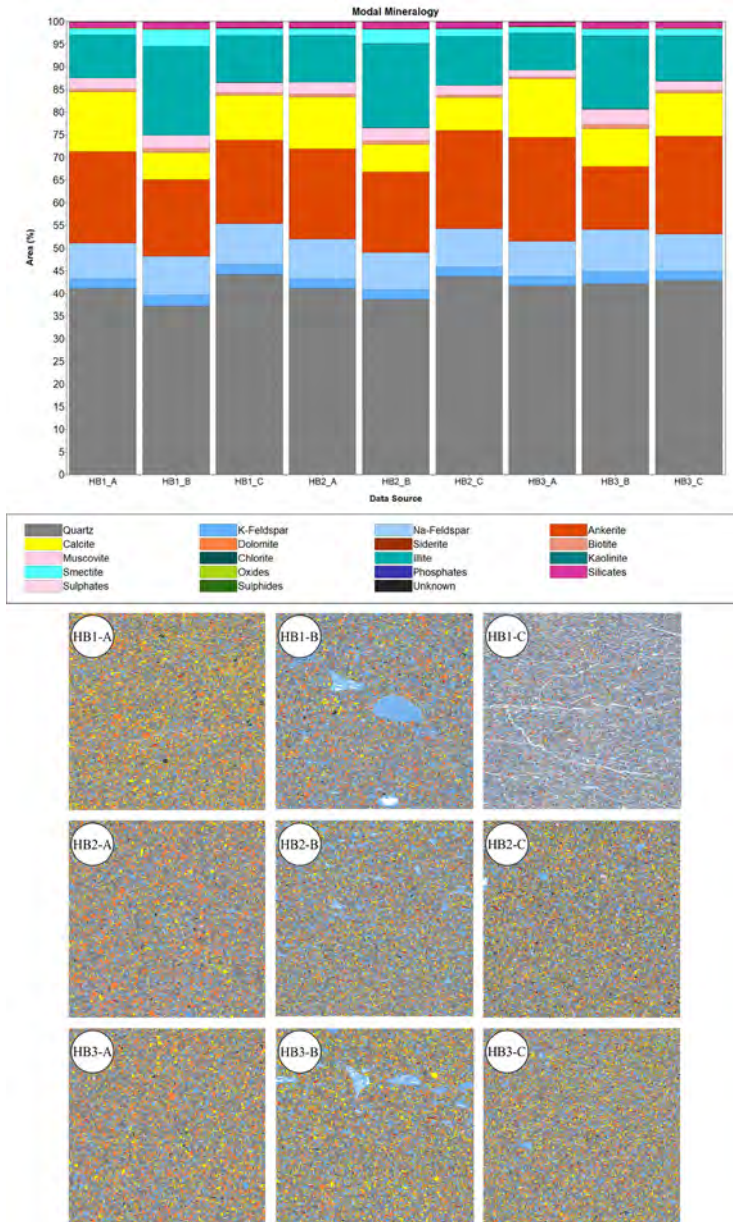 Modal Mineralogy
100
95
90
85
80
75
70
65
60
55
50
45
40
35
30
25
20
15
10
5
0
Area (%)
HB1_A HB1_B HB1_C HB2_A HB2_B HB2_C HB3_A HB3_B HB3_C
Data Source
Quartz K-Feldspar Na-Feldspar Ankerite
Calcite Dolomite Siderite Biotite
Muscovite Chlorite illite Kaolinite
Smectite Oxides Phosphates Silicates
Sulphates Sulphides Unknown
HB1-A HB1-B HB1-C
HB2-A HB2-B HB2-C
HB3-A HB3-B HB3-C